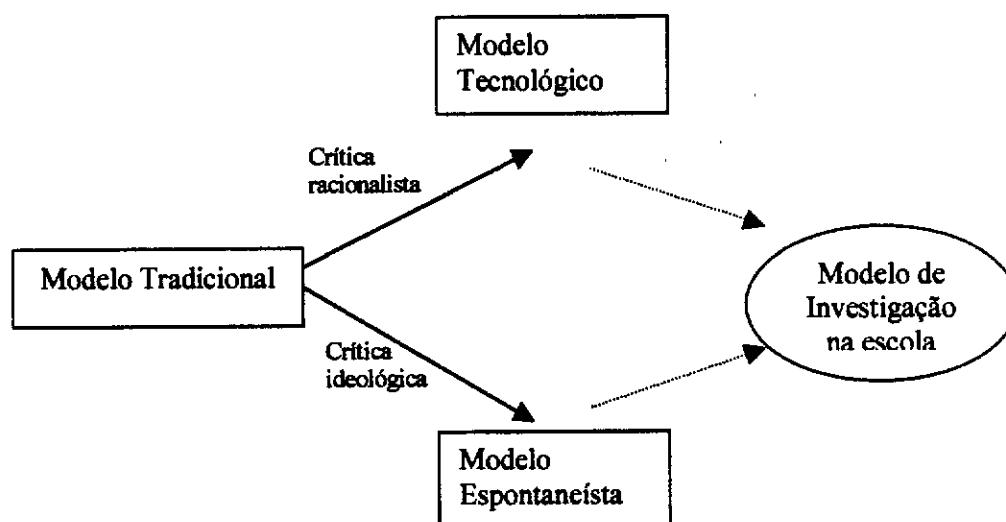 Modelo
Tecnológico
Crítica
racionalista
Modelo Tradicional
Modelo de
Investigação
na escola
Crítica
ideológica
Modelo
Espontaneísta